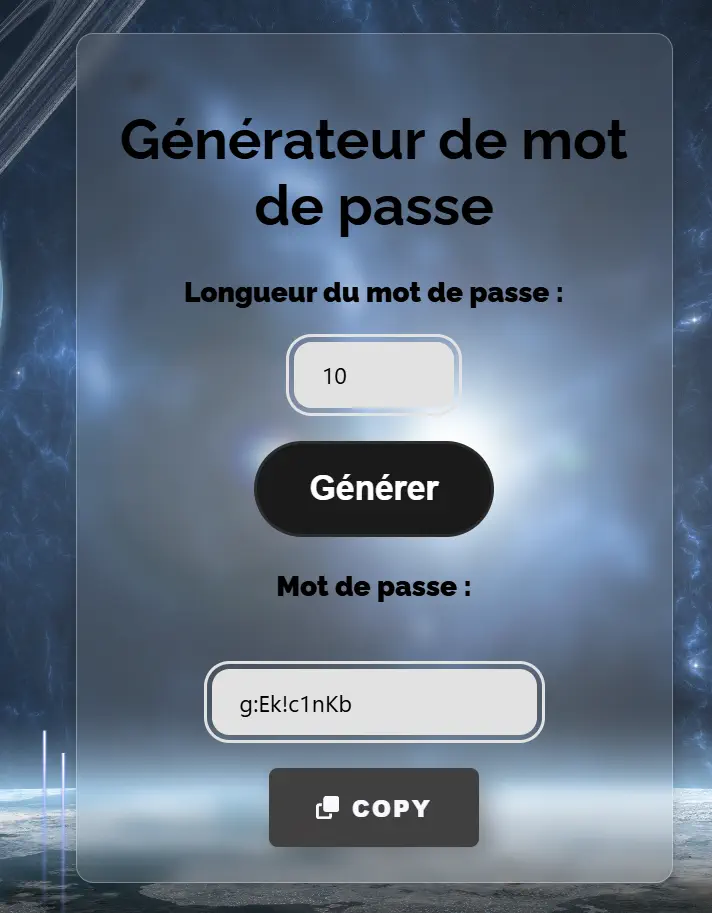 Générateur de mot
de passe
Longueur du mot de passe :
10
Générer
Mot de passe :
g:Ek!c1nKb
COPY